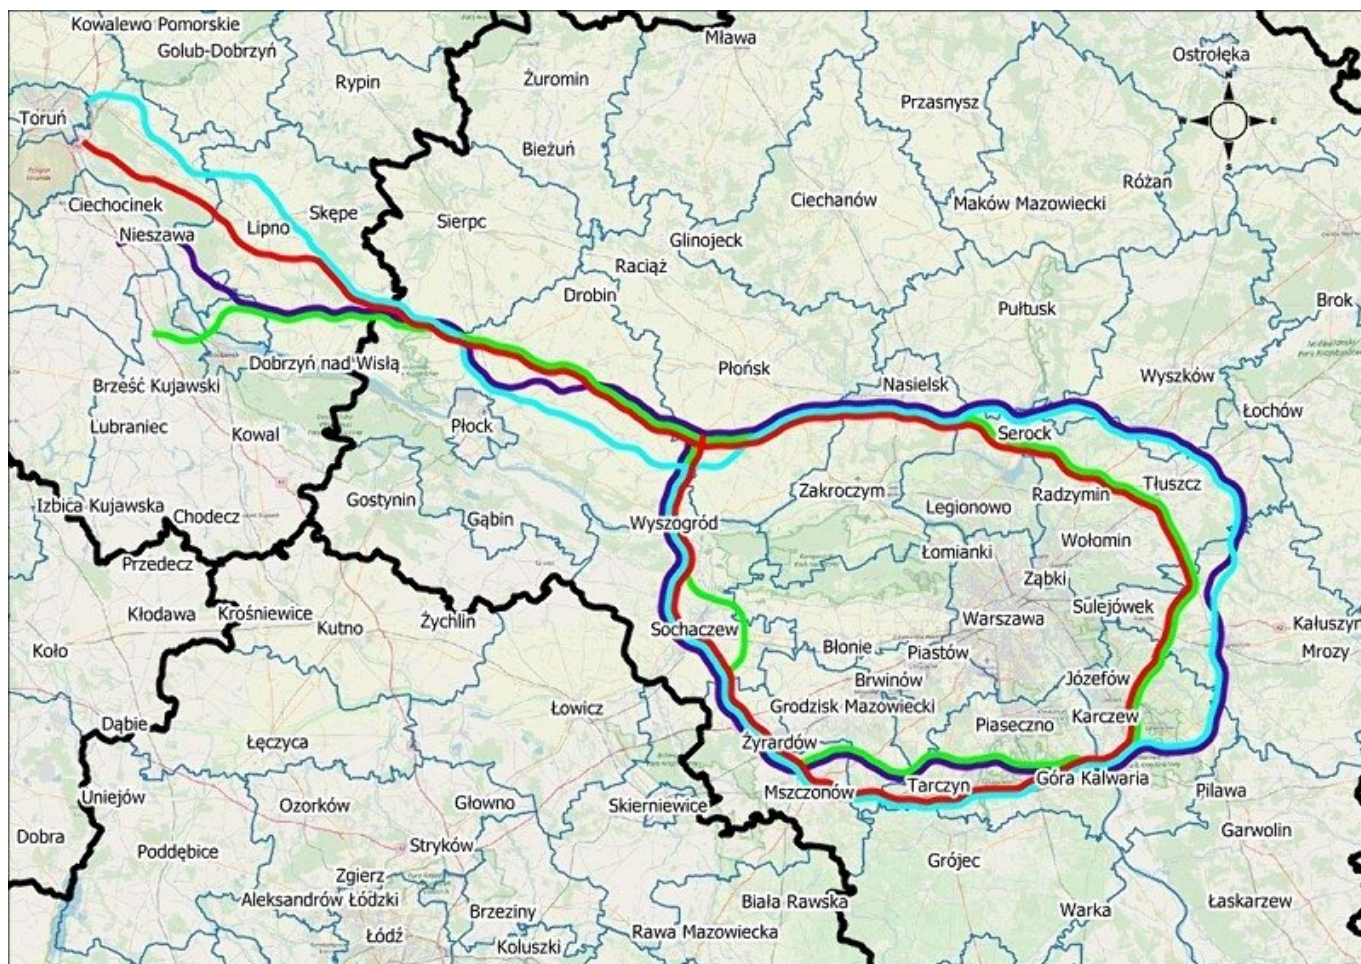 Kowalewo Pomorskie
Golub-Dobrzyń
Mława
Ostrołęka
Rypin
Żuromin
N
Przasnysz
Toruń
W
E
Bieżuń
S
Różan
Ciechocinek
Skępe
Sierpc
Ciechanów
Maków Mazowiecki
Nieszawa
Lipno
Glinojeck
Raciąż
Drobin
Pułtusk
Brok
Dobrzyń nad Wisłą
Płońsk
Nasielsk
Wyszków
Brześć Kujawski
Łochów
Lubraniec
Kowal
Płock
Serock
Izbica Kujawska
Chodecz
Gostynin
Gąbin
Wyszogród
Zakroczym
Legionowo
Radzymin
Tłuszcz
Przedecz
Łomianki
Wołomin
Ząbki
Kłodawa
Krośniewice
Kutno
Żychlin
Sochaczew
Warszawa
Sulejówek
Kałuszyn
Koło
Błonie
Piastów
Mrozy
Brwinów
Józefów
Łowicz
Grodzisk Mazowiecki
Piaseczno
Karczew
Dąbie
Łęczyca
Żyrardów
Uniejów
Ozorków
Głowno
Skierniewice
Mszczonów
Tarczyn
Góra Kalwaria
Pilawa
Dobra
Poddębice
Stryków
Grójec
Garwolin
Zgierz
Aleksandrów Łódzki
Brzeziny
Biała Rawska
Warka
Łaskarzew
Łódź
Koluszki
Rawa Mazowiecka